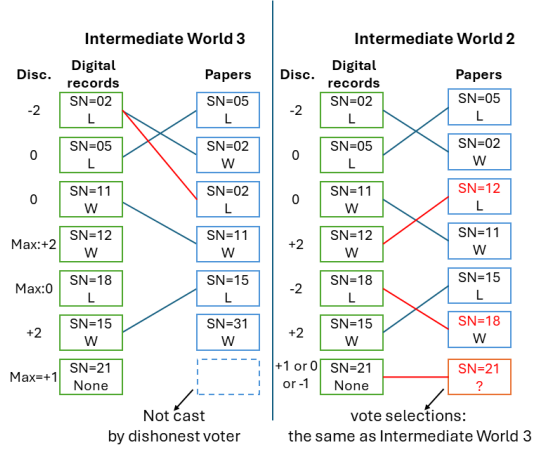 Intermediate World 3
Disc.
Digital
records
Papers
-2
SN=02
L
SN=05
L
0
SN=05
L
SN=02
W
0
SN=11
W
SN=02
L
Max:+2
SN=12
W
SN=11
W
Max:0
SN=18
L
SN=15
L
+2
SN=15
W
SN=31
W
Max=+1
SN=21
None
Not cast
by dishonest voter
Intermediate World 2
Disc.
Digital
records
Papers
-2
SN=02
L
SN=05
L
0
SN=05
L
SN=02
W
0
SN=11
W
SN=12
L
+2
SN=12
W
SN=11
W
-2
SN=18
L
SN=15
L
+2
SN=15
W
SN=18
W
+1 or 0
or -1
SN=21
None
SN=21
?
vote selections:
the same as Intermediate World 3